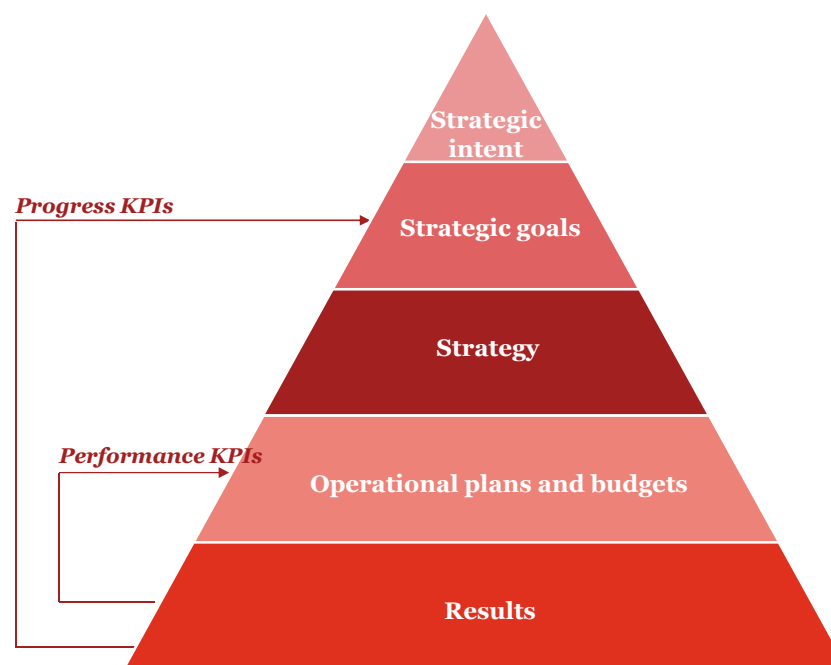 Strategic
intent
Progress KPIs
Strategic goals
Strategy
Performance KPIs
Operational plans and budgets
Results